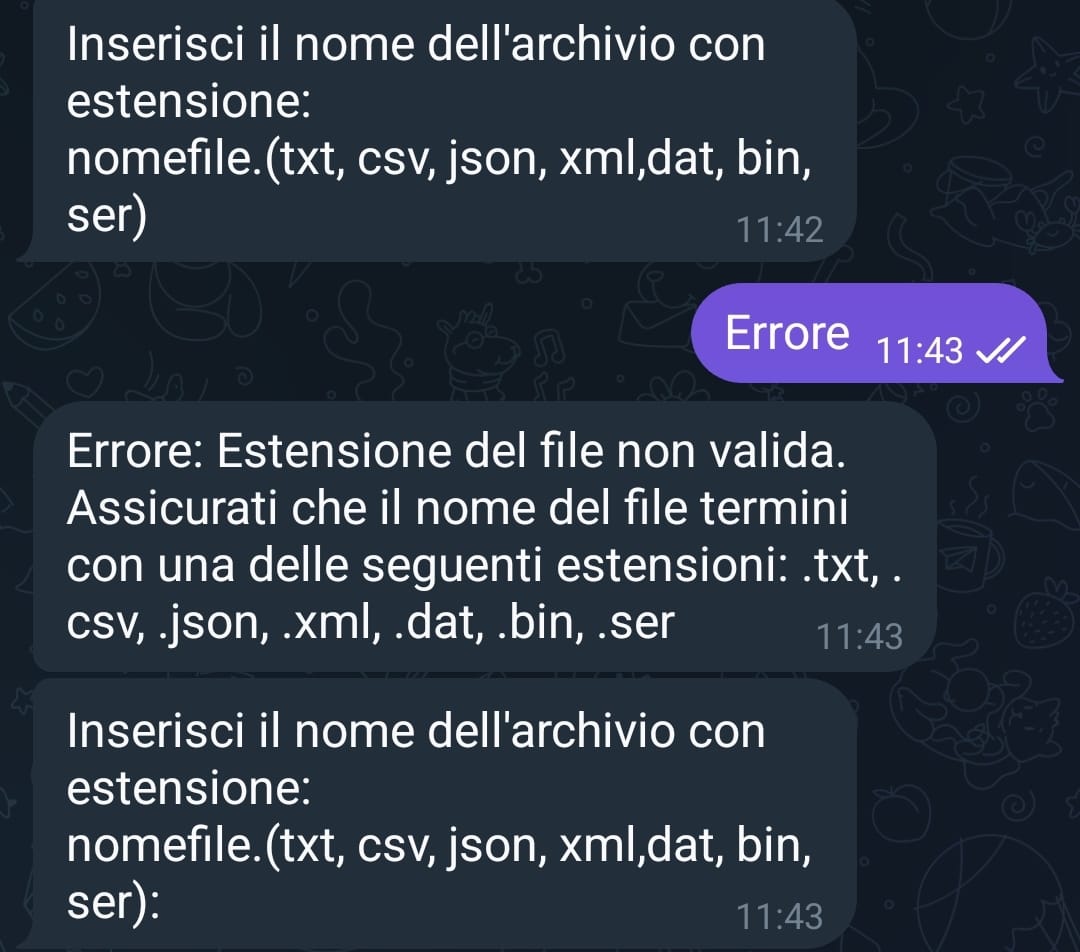 Inserisci il nome dell'archivio con
estensione:
nomefile.(txt, csv, json, xml,dat, bin,
ser)
11:42
Errore
11:43
Errore: Estensione del file non valida.
Assicurati che il nome del file termini
con una delle seguenti estensioni: .txt, .
csv, .json, .xml, .dat, .bin, .ser
11:43
Inserisci il nome dell'archivio con
estensione:
nomefile.(txt, csv, json, xml,dat, bin,
ser):
11:43